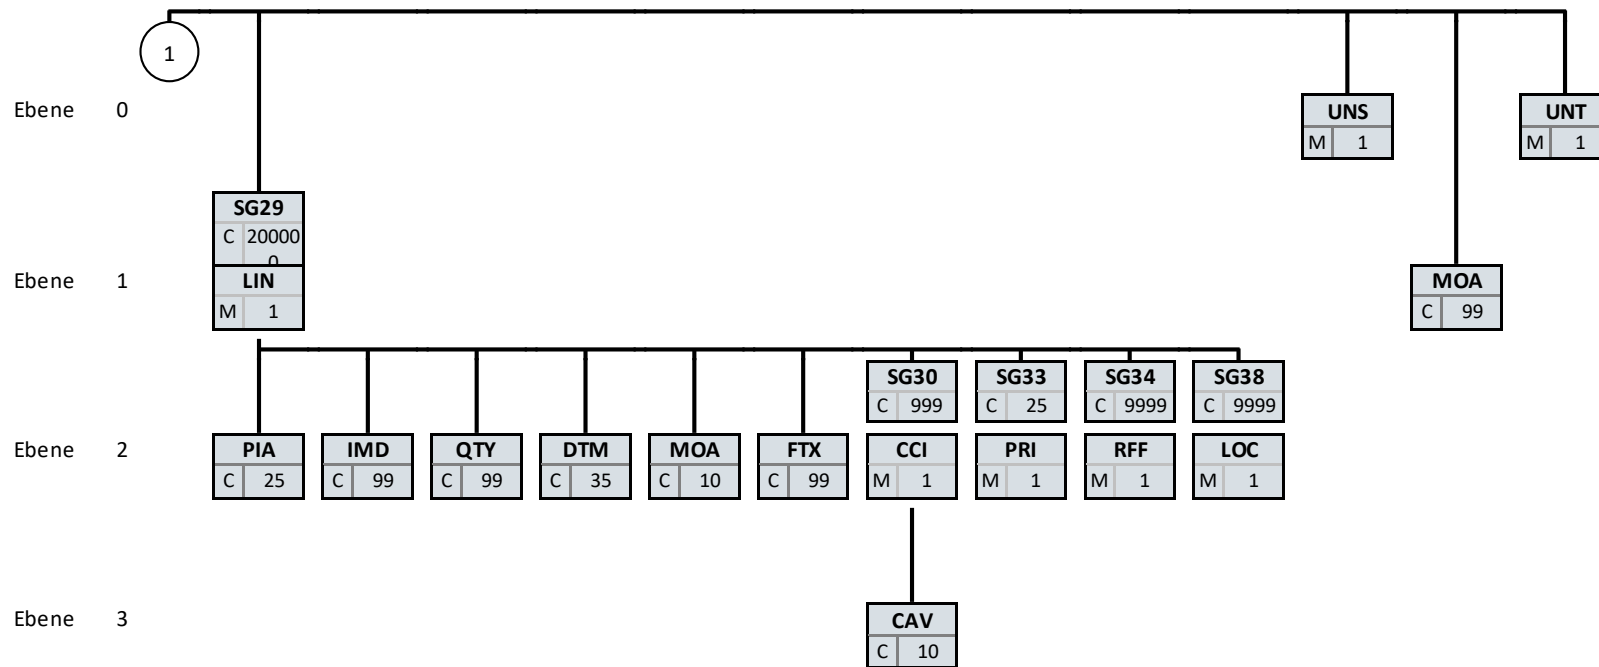 1
Ebene 0
UNS
UNT
M 1
M 1
SG29
C 20000
0
Ebene 1
LIN
MOA
M 1
C 99
SG30
SG33
SG34
SG38
C 999
C 25
C 9999
C 9999
Ebene 2
PIA
IMD
QTY
DTM
MOA
FTX
CCI
PRI
RFF
LOC
C 25
C 99
C 99
C 35
C 10
C 99
M 1
M 1
M 1
M 1
Ebene 3
CAV
C 10